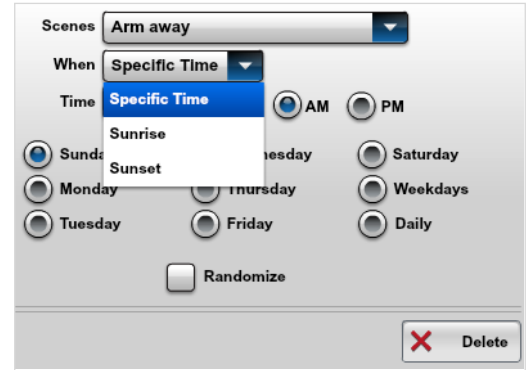 Scenes Arm away
When Specific Time
Time Specific Time AM PM
Sunrise
Sunset
Sunda nesday Saturday
Monday Thursday Weekdays
Tuesday Friday Daily
Randomize
Delete